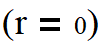 (r = 0)